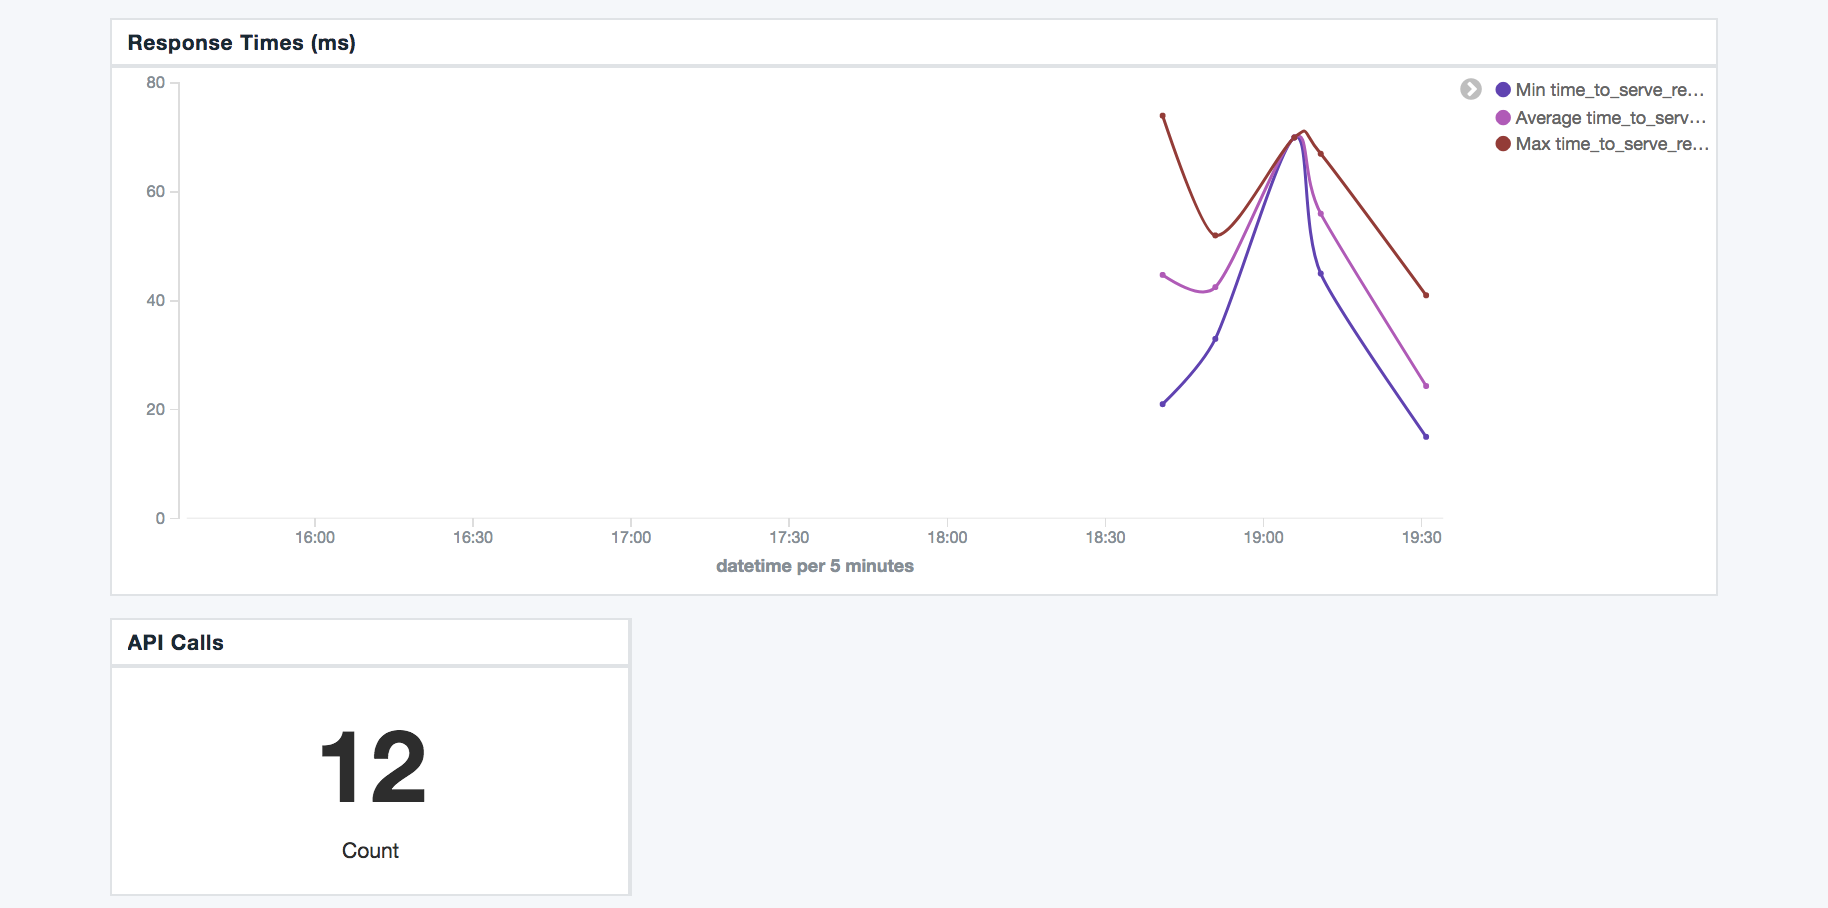 Response Times (ms)
80
60
40
20
0
16:00 16:30 17:00 17:30 18:00 18:30 19:00 19:30
datetime per 5 minutes
Min time_to_serve_re...
Average time_to_serv...
Max time_to_serve_re...
API Calls
12
Count